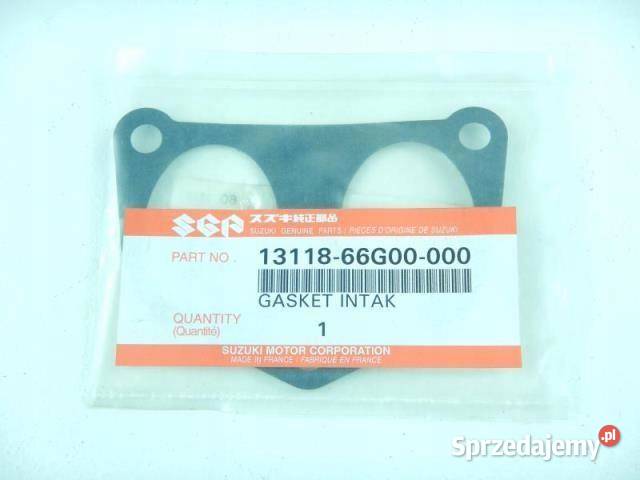 SGP スズキ純正部品
SUZUKI GENUINE PARTS / PIECES D'ORIGINE DE SUZUKI
PART NO. 13118-66G00-000
GASKET INTAK
QUANTITY
(Quantité) 1
SUZUKI MOTOR CORPORATION
MADE IN FRANCE / FABRIQUE EN FRANCE
Sprzedajemy.pl